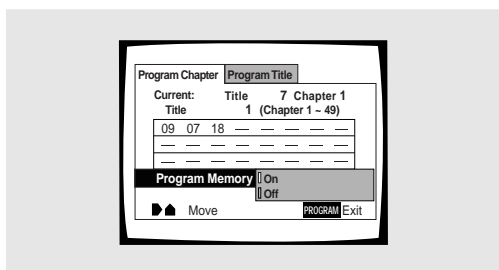 Program Chapter Program Title
Current: Title 7 Chapter 1
Title 1 (Chapter 1 ~ 49)
09 07 18 — — — — —
— — — — — — — —
— — — — — — — —
Program Memory On
Off
Move PROGRAM Exit